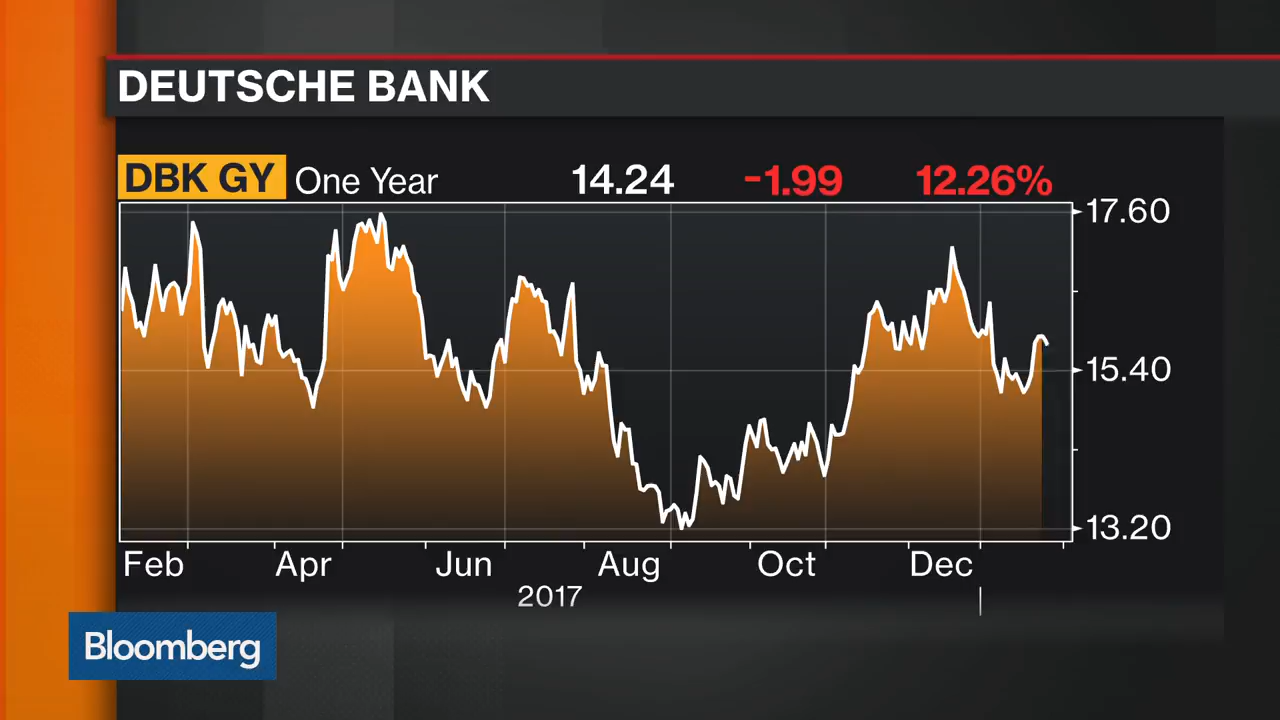 DEUTSCHE BANK
DBK GY One Year 14.24 -1.99 12.26%
17.60
15.40
13.20
Feb Apr Jun Aug Oct Dec
2017
Bloomberg